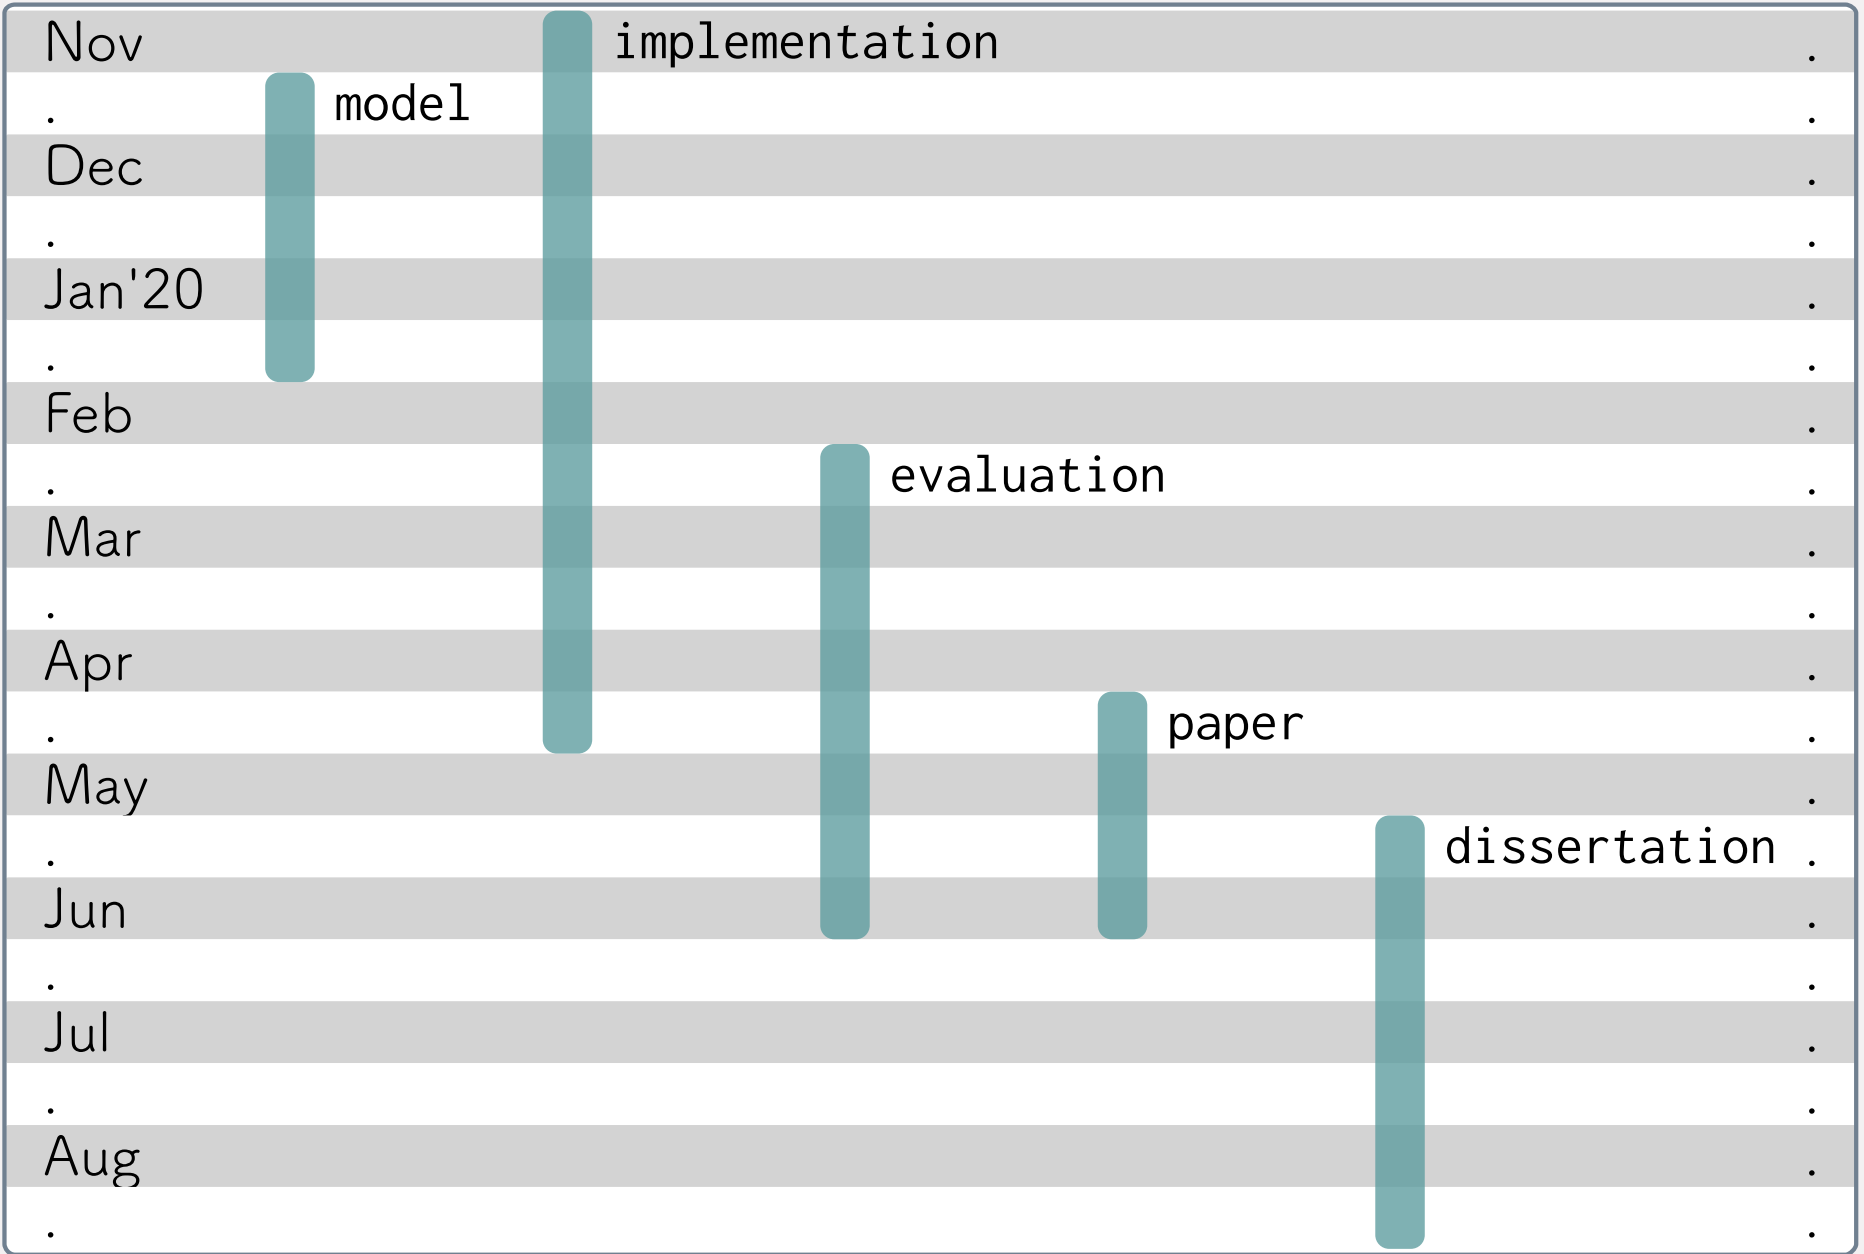 Nov implementation .
. model .
Dec .
. .
Jan'20 .
. .
Feb .
. evaluation .
Mar .
. .
Apr .
. paper .
May .
. dissertation .
Jun .
. .
Jul .
. .
Aug .
. .